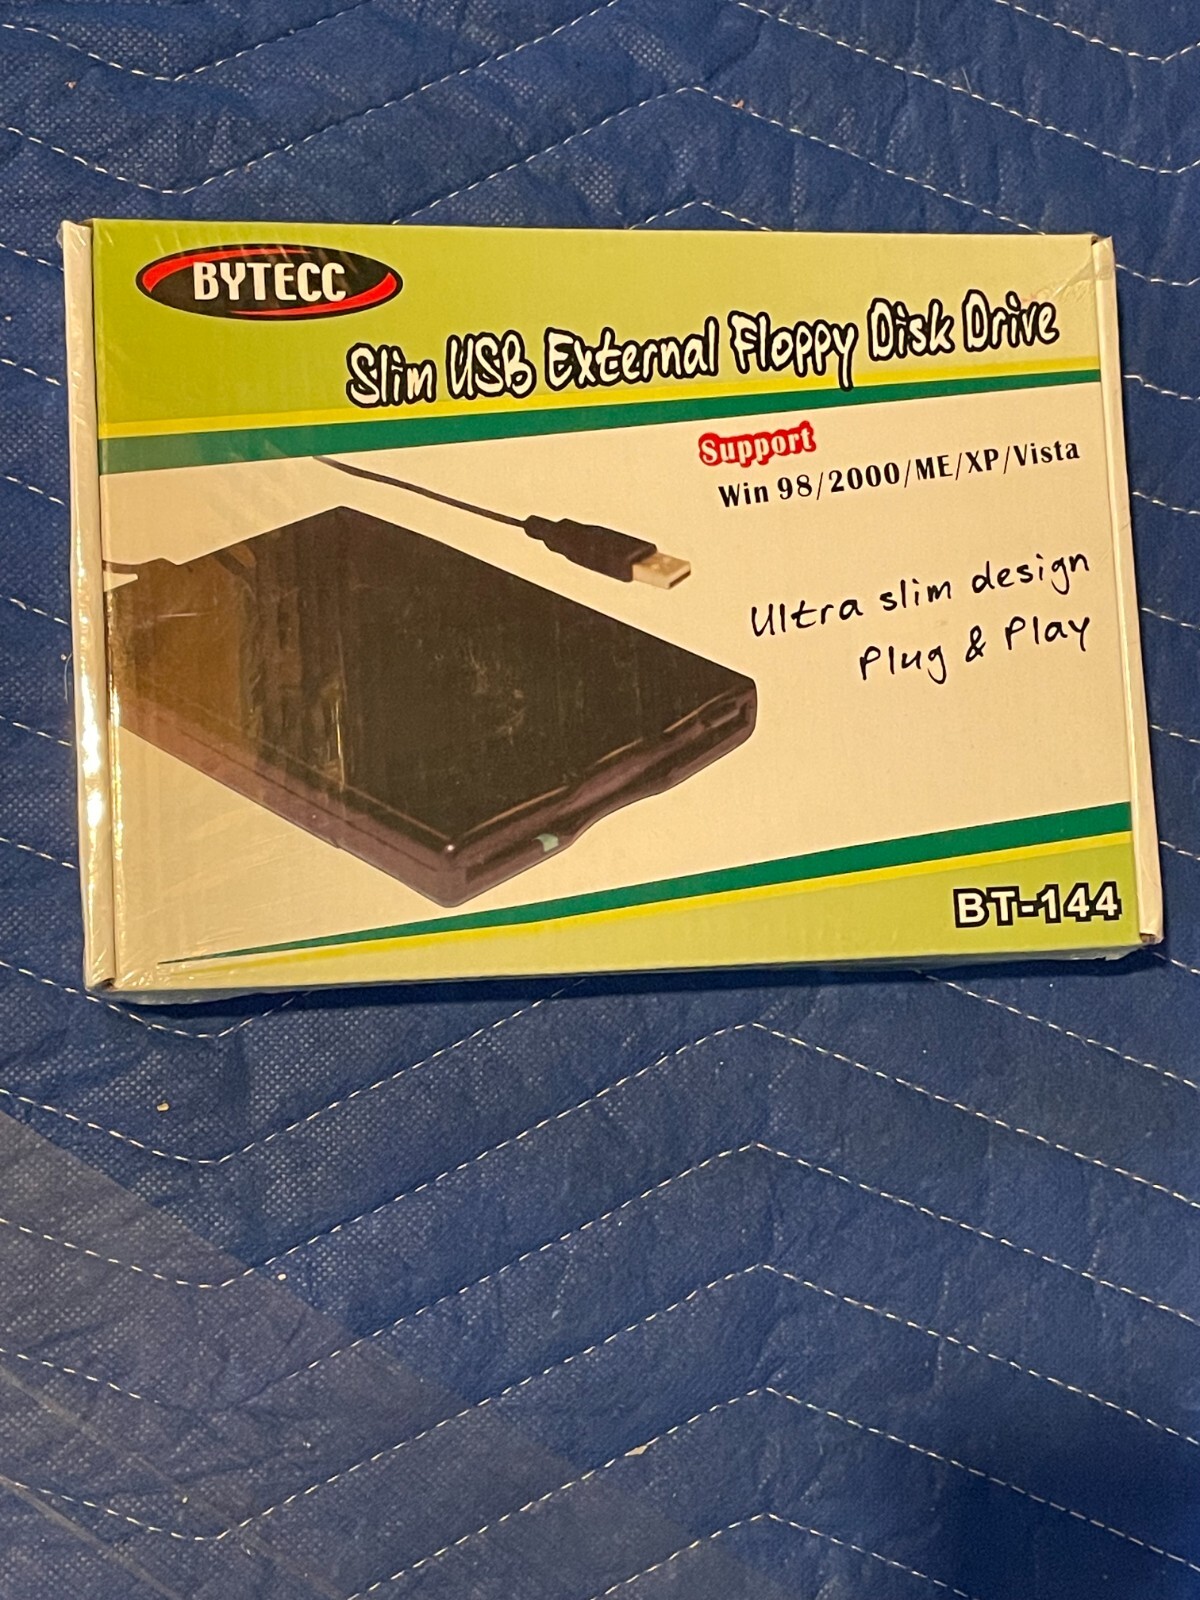 BYTECC
Slim USB External Floppy Disk Drive
Support
Win 98/2000/ME/XP/Vista
Ultra slim design
Plug & Play
BT-144